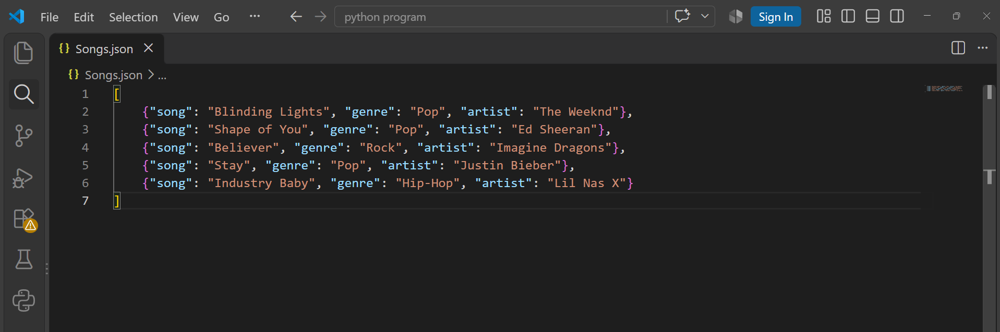 File Edit Selection View Go ... python program Sign In
{} Songs.json
{} Songs.json > ...
1 [
2 {"song": "Blinding Lights", "genre": "Pop", "artist": "The Weeknd"},
3 {"song": "Shape of You", "genre": "Pop", "artist": "Ed Sheeran"},
4 {"song": "Believer", "genre": "Rock", "artist": "Imagine Dragons"},
5 {"song": "Stay", "genre": "Pop", "artist": "Justin Bieber"},
6 {"song": "Industry Baby", "genre": "Hip-Hop", "artist": "Lil Nas X"}
7 ]